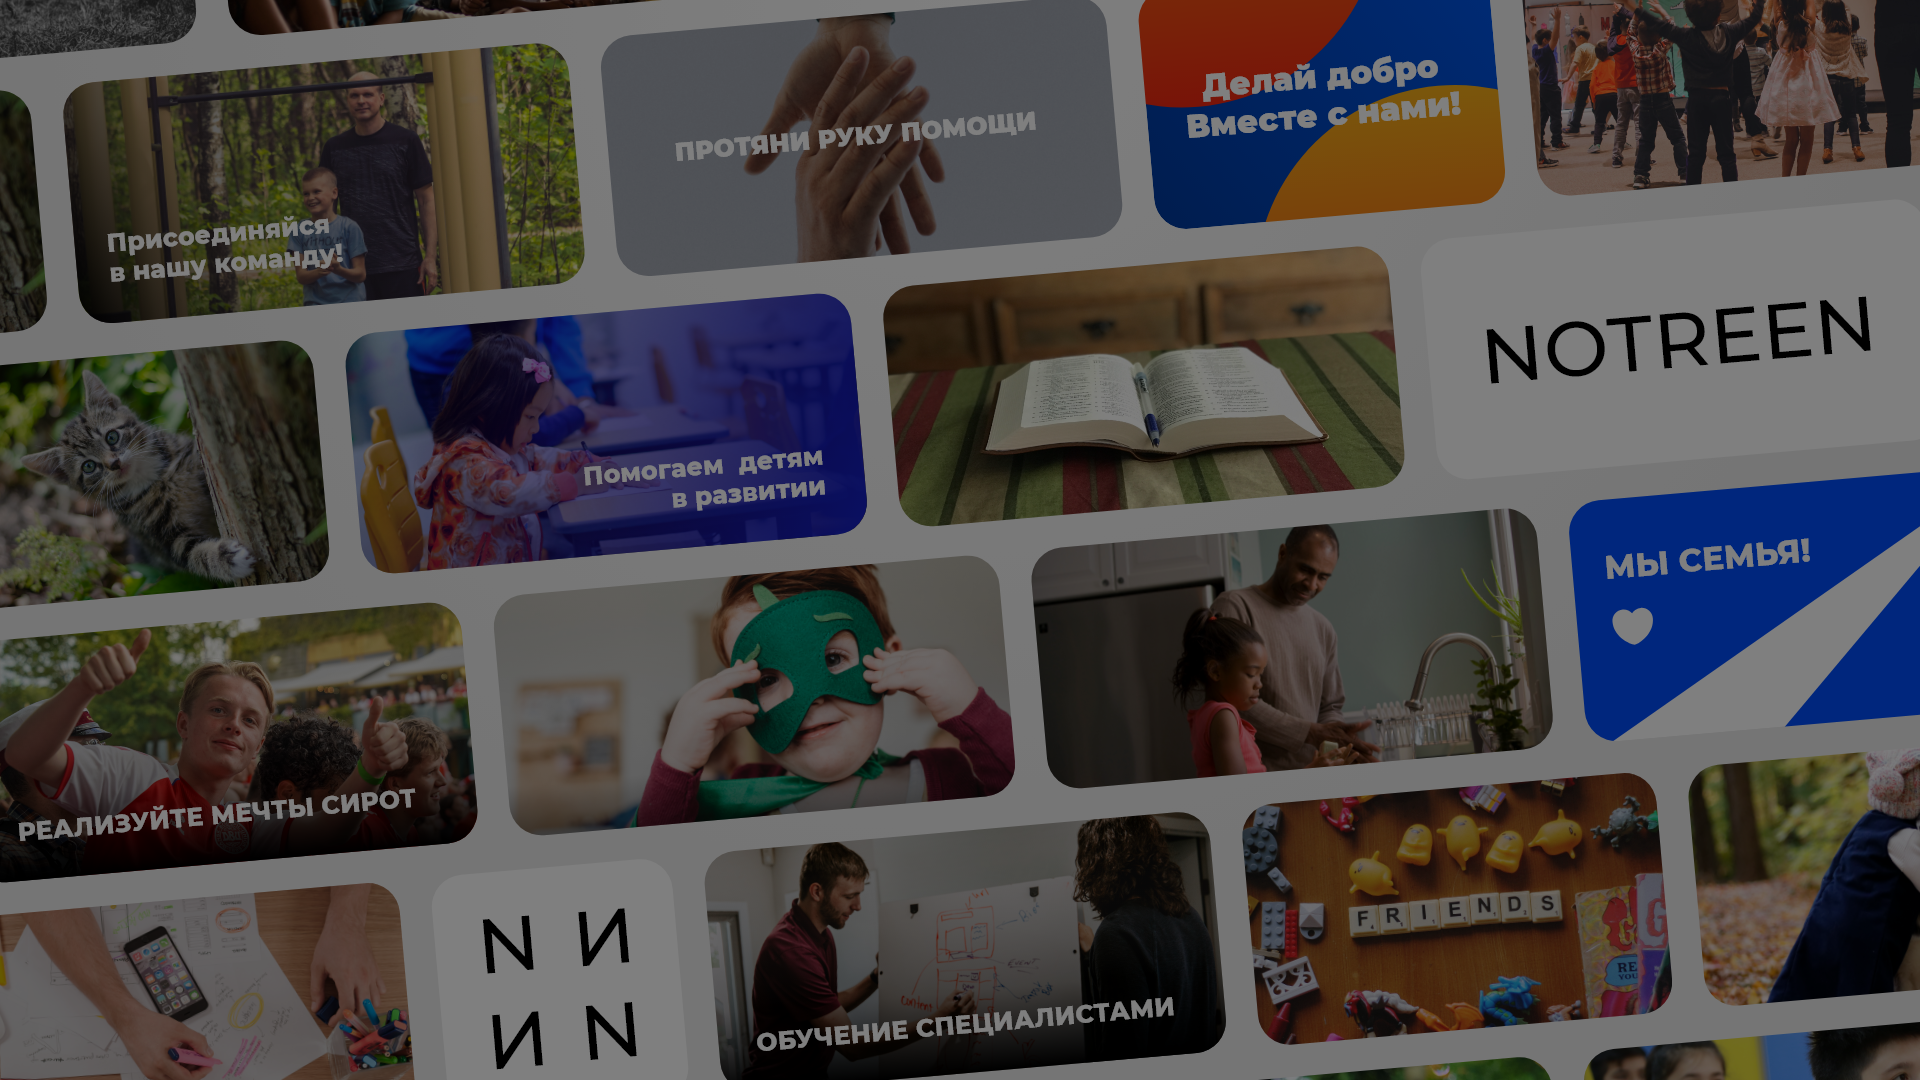 Делай добро
Вместе с нами!
ПРОТЯНИ РУКУ ПОМОЩИ
Присоединяйся
в нашу команду!
NOTREEN
Помогаем детям
в развитии
МЫ СЕМЬЯ!
РЕАЛИЗУЙТЕ МЕЧТЫ СИРОТ
FRIENDS
N И
И N
ОБУЧЕНИЕ СПЕЦИАЛИСТАМИ